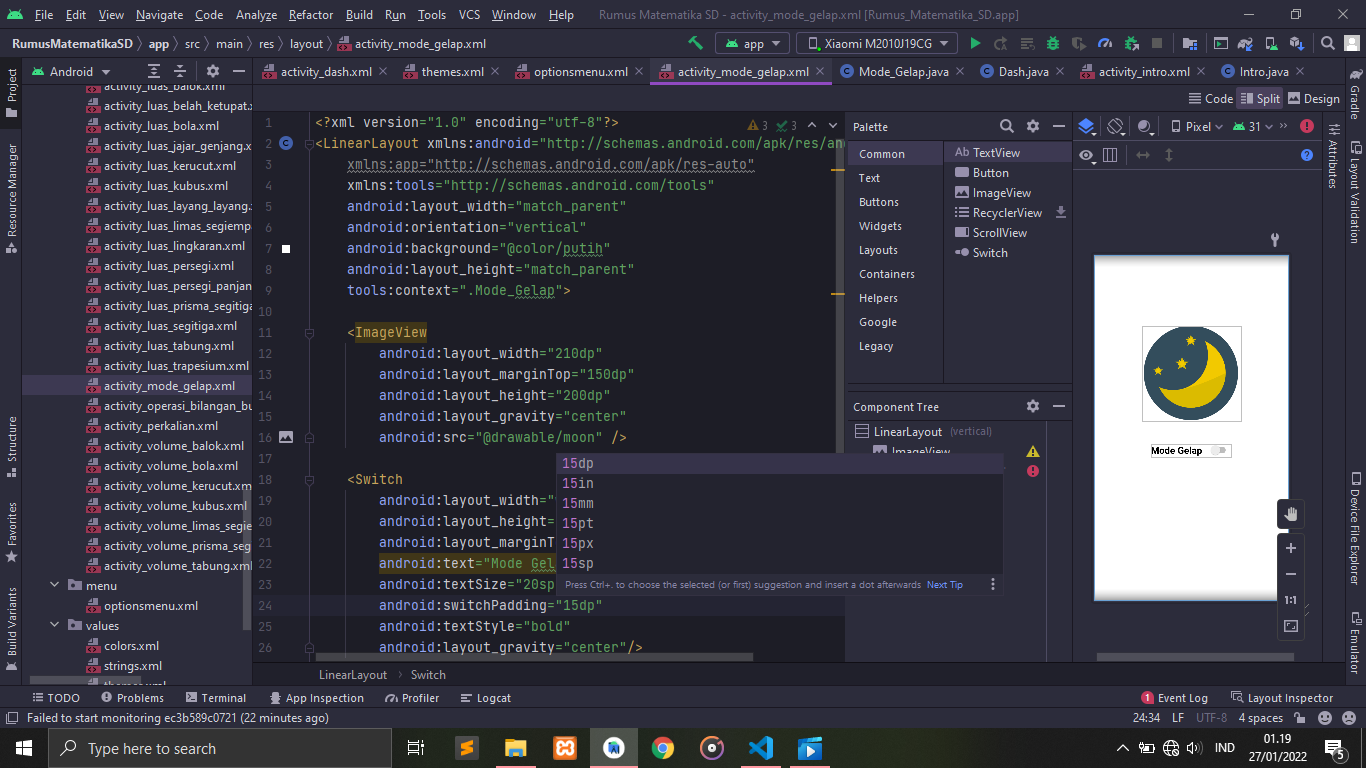 File Edit View Navigate Code Analyze Refactor Build Run Tools VCS Window Help Rumus Matematika SD - activity_mode_gelap.xml [Rumus_Matematika_SD.app]
RumusMatematikaSD app src main res layout activity_mode_gelap.xml app Xiaomi M2010J19CG
Android activity_dash.xml themes.xml optionsmenu.xml activity_mode_gelap.xml Mode_Gelap.java Dash.java activity_intro.xml Intro.java
Code Split Design
Project
Resource Manager
Structure
Favorites
Build Variants
activity_luas_balok.xml
activity_luas_belah_ketupat.x
activity_luas_bola.xml
activity_luas_jajar_genjang.x
activity_luas_kerucut.xml
activity_luas_kubus.xml
activity_luas_layang_layang.
activity_luas_limas_segiemp
activity_luas_lingkaran.xml
activity_luas_persegi.xml
activity_luas_persegi_panjan
activity_luas_prisma_segitiga
activity_luas_segitiga.xml
activity_luas_tabung.xml
activity_luas_trapesium.xml
activity_mode_gelap.xml
activity_operasi_bilangan_bu
activity_perkalian.xml
activity_volume_balok.xml
activity_volume_bola.xml
activity_volume_kerucut.xm
activity_volume_kubus.xml
activity_volume_limas_segie
activity_volume_prisma_seg
activity_volume_tabung.xml
menu
optionsmenu.xml
values
colors.xml
strings.xml
3 3
1 <?xml version="1.0" encoding="utf-8"?>
2 <LinearLayout xmlns:android="http://schemas.android.com/apk/res/an
3 xmlns:app="http://schemas.android.com/apk/res-auto"
4 xmlns:tools="http://schemas.android.com/tools"
5 android:layout_width="match_parent"
6 android:orientation="vertical"
7 android:background="@color/putih"
8 android:layout_height="match_parent"
9 tools:context=".Mode_Gelap">
10
11 <ImageView
12 android:layout_width="210dp"
13 android:layout_marginTop="150dp"
14 android:layout_height="200dp"
15 android:layout_gravity="center"
16 android:src="@drawable/moon" />
17
18 <Switch
19 android:layout_width="
20 android:layout_height=
21 android:layout_marginT
22 android:text="Mode Gel
23 android:textSize="20sp
24 android:switchPadding="15dp"
25 android:textStyle="bold"
26 android:layout_gravity="center"/>
15dp
15in
15mm
15pt
15px
15sp
Press Ctrl+. to choose the selected (or first) suggestion and insert a dot afterwards Next Tip
LinearLayout Switch
Palette
Common
Text
Buttons
Widgets
Layouts
Containers
Helpers
Google
Legacy
Ab TextView
Button
ImageView
RecyclerView
ScrollView
Switch
Component Tree
LinearLayout (vertical)
ImageView
Pixel 31
Mode Gelap
1:1
Gradle
Attributes
Layout Validation
Device File Explorer
Emulator
TODO Problems Terminal App Inspection Profiler Logcat 1 Event Log Layout Inspector
Failed to start monitoring ec3b589c0721 (22 minutes ago) 24:34 LF UTF-8 4 spaces
Type here to search
IND
01.19
27/01/2022
5